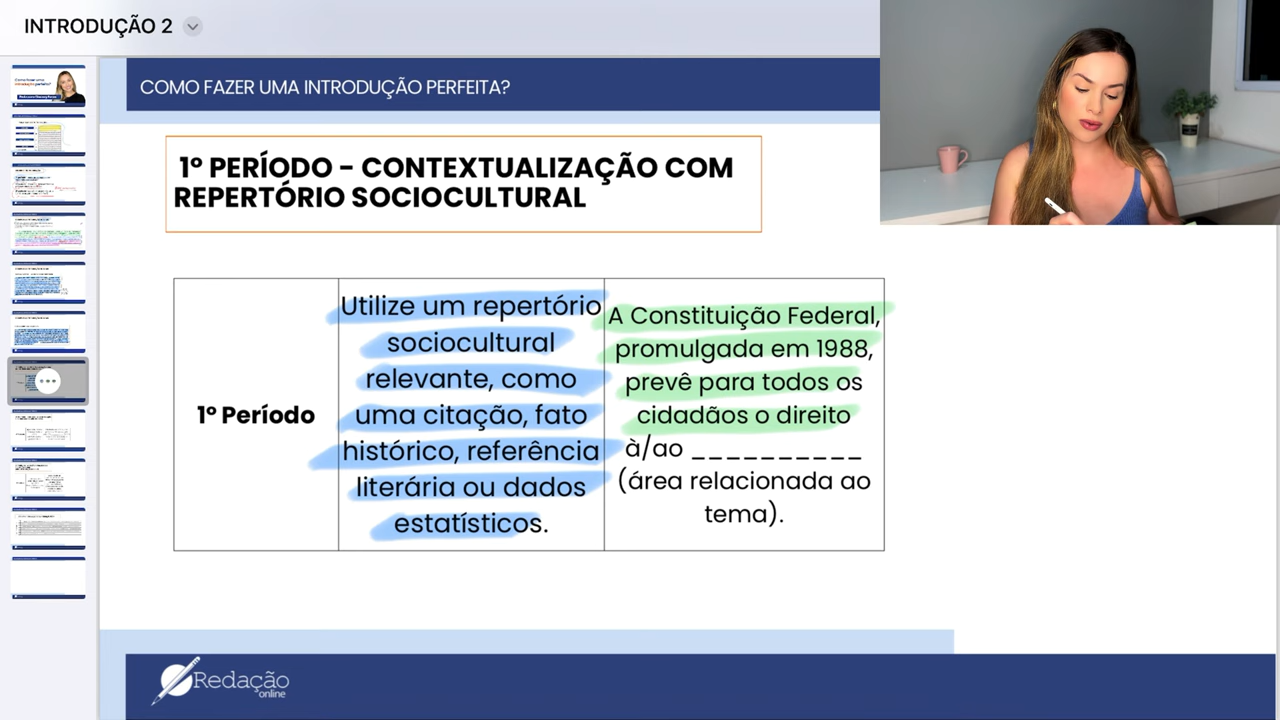 INTRODUÇÃO 2
COMO FAZER UMA INTRODUÇÃO PERFEITA?
1º PERÍODO - CONTEXTUALIZAÇÃO COM
REPERTÓRIO SOCIOCULTURAL
1º Período
Utilize um repertório
sociocultural
relevante, como
uma citação, fato
histórico, referência
literária ou dados
estatísticos.
A Constituição Federal,
promulgada em 1988,
prevê para todos os
cidadãos o direito
à/ao __________
(área relacionada ao
tema).
Redação
online